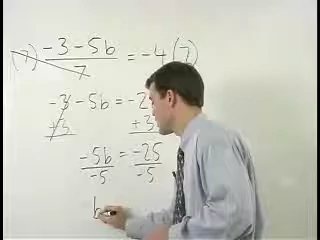 (7) -3 - 5b / 7 = -4 (7)
-3 - 5b = -2
+3 +3
-5b / -5 = -25 / -5
b